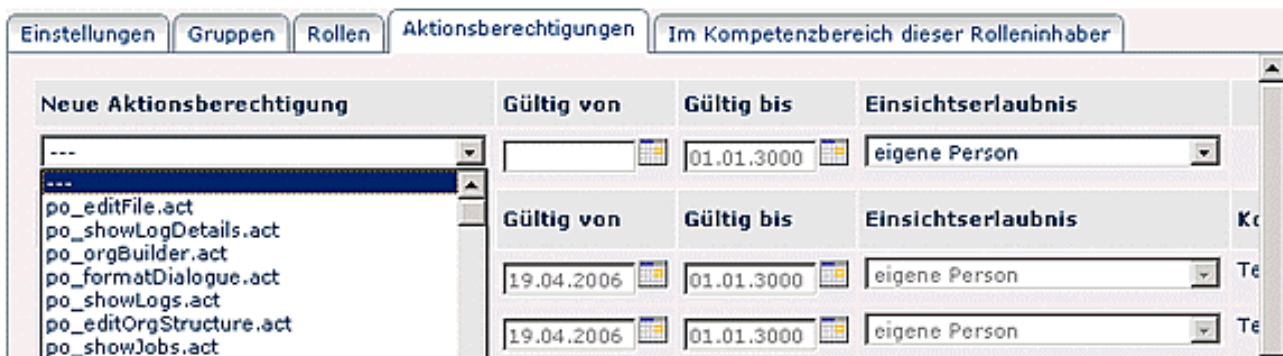 Einstellungen Gruppen Rollen Aktionsberechtigungen Im Kompetenzbereich dieser Rolleninhaber
Neue Aktionsberechtigung Gültig von Gültig bis Einsichtserlaubnis
--- 01.01.3000 eigene Person
---
po_editFile.act
po_showLogDetails.act
po_orgBuilder.act
po_formatDialogue.act
po_showLogs.act
po_editOrgStructure.act
po_showJobs.act
Gültig von Gültig bis Einsichtserlaubnis
19.04.2006 01.01.3000 eigene Person
19.04.2006 01.01.3000 eigene Person